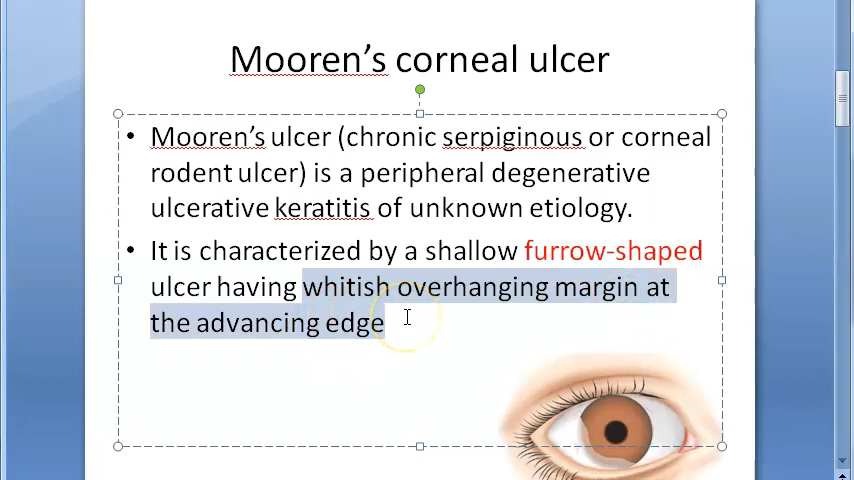 Mooren’s corneal ulcer
• Mooren’s ulcer (chronic serpiginous or corneal
rodent ulcer) is a peripheral degenerative
ulcerative keratitis of unknown etiology.
• It is characterized by a shallow furrow-shaped
ulcer having whitish overhanging margin at
the advancing edge